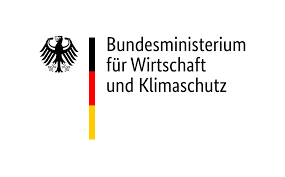 Bundesministerium
für Wirtschaft
und Klimaschutz